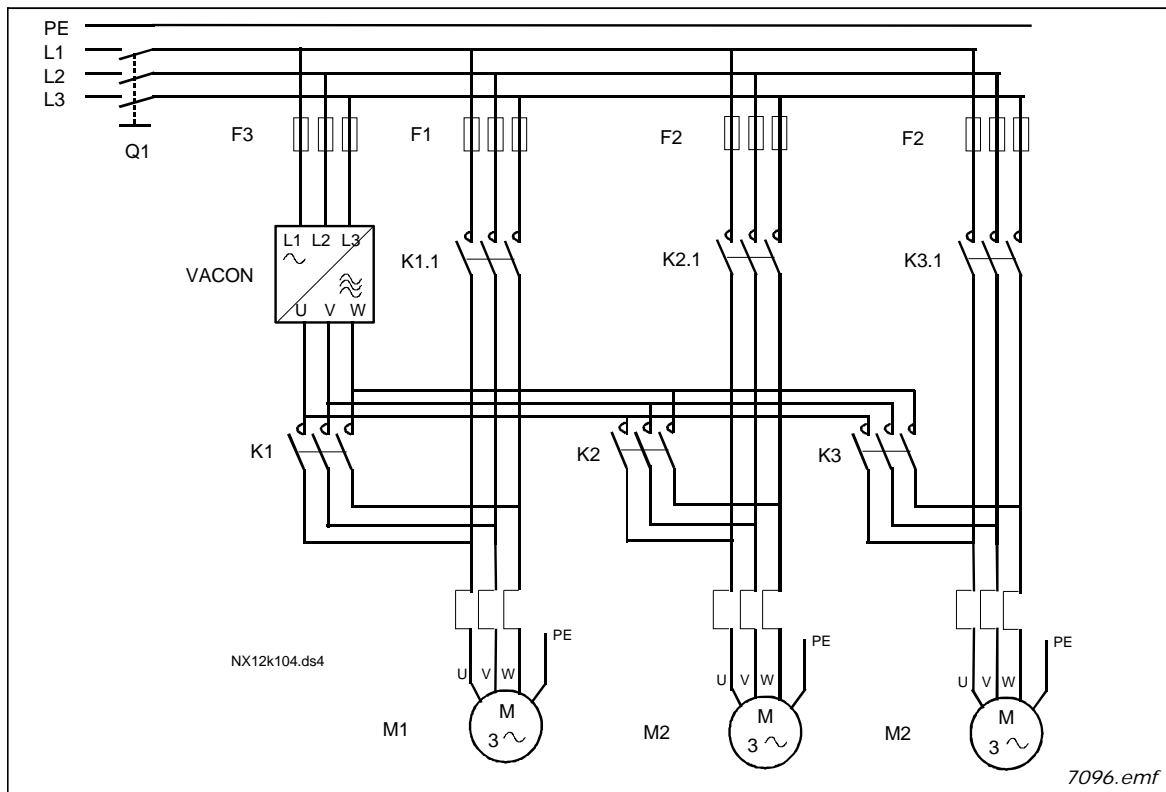 PE
L1
L2
L3
Q1
F3
F1
F2
F2
L1 L2 L3
VACON
U V W
K1.1
K2.1
K3.1
K1
K2
K3
PE
PE
PE
NX12k104.ds4
U V W
U V W
U V W
M
3
M
3
M
3
M1
M2
M2
7096.emf